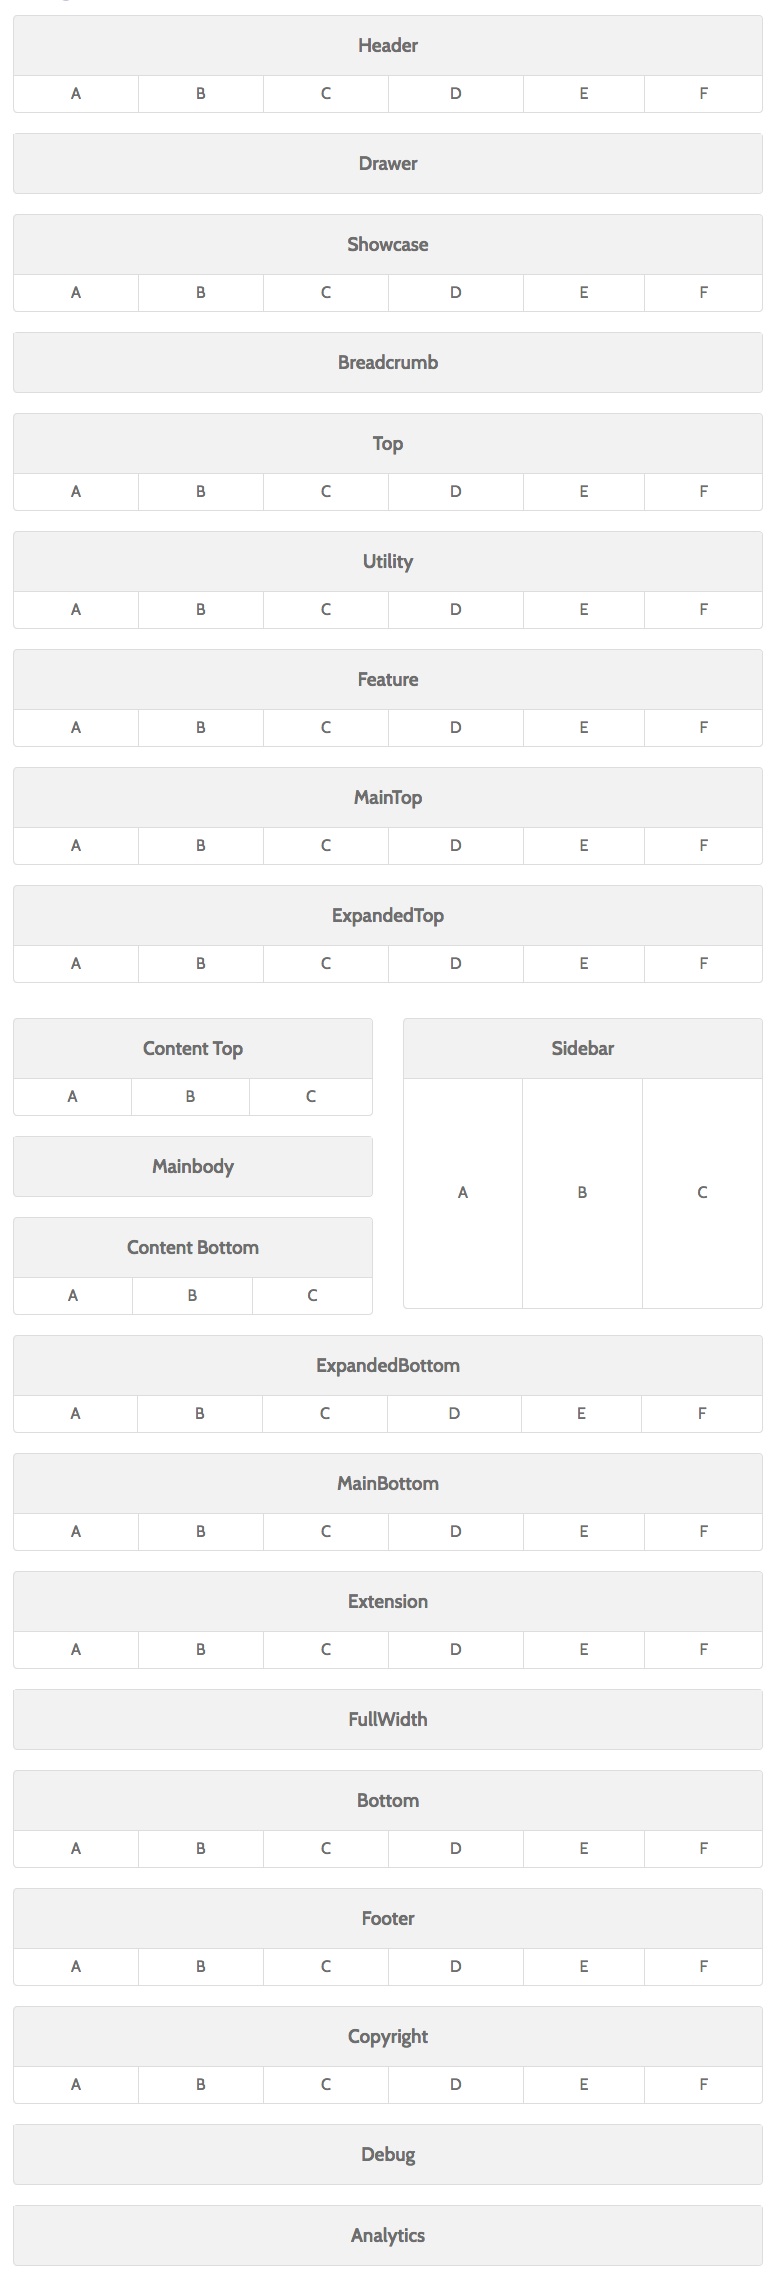 Header
A B C D E F
Drawer
Showcase
A B C D E F
Breadcrumb
Top
A B C D E F
Utility
A B C D E F
Feature
A B C D E F
MainTop
A B C D E F
ExpandedTop
A B C D E F
Content Top
A B C
Mainbody
Content Bottom
A B C
Sidebar
A B C
ExpandedBottom
A B C D E F
MainBottom
A B C D E F
Extension
A B C D E F
FullWidth
Bottom
A B C D E F
Footer
A B C D E F
Copyright
A B C D E F
Debug
Analytics